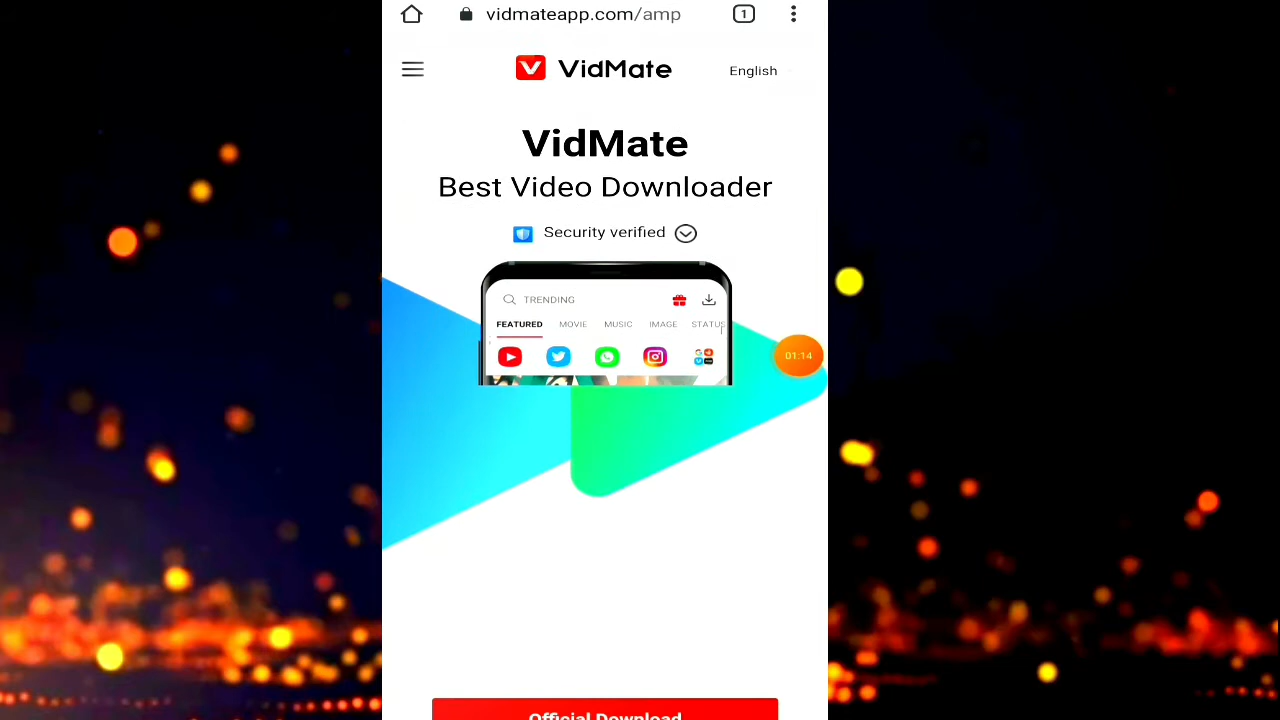 vidmateapp.com/amp
1
VidMate
English
VidMate
Best Video Downloader
Security verified
TRENDING
FEATURED MOVIE MUSIC IMAGE STATUS
01:14
Official Download